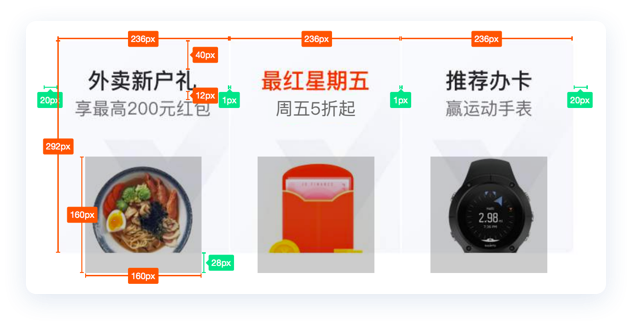 236px
236px
236px
40px
外卖新户礼
最红星期五
推荐办卡
20px
12px
1px
1px
20px
享最高200元红包
周五5折起
赢运动手表
292px
160px
2.98
28px
160px